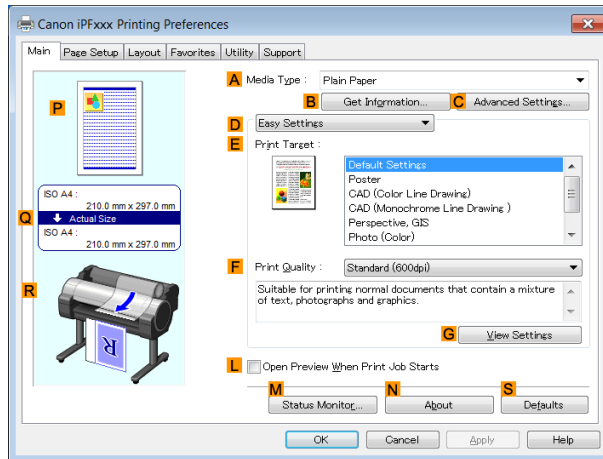 Canon iPFxxx Printing Preferences
Main Page Setup Layout Favorites Utility Support
A Media Type : Plain Paper
B Get Information... C Advanced Settings...
D Easy Settings
E Print Target :
Default Settings
Poster
CAD (Color Line Drawing)
CAD (Monochrome Line Drawing )
Perspective, GIS
Photo (Color)
P
ISO A4 :
210.0 mm x 297.0 mm
Q Actual Size
ISO A4 :
210.0 mm x 297.0 mm
R
R
F Print Quality : Standard (600dpi)
Suitable for printing normal documents that contain a mixture
of text, photographs and graphics.
G View Settings
L Open Preview When Print Job Starts
M N S
Status Monitor... About Defaults
OK Cancel Apply Help